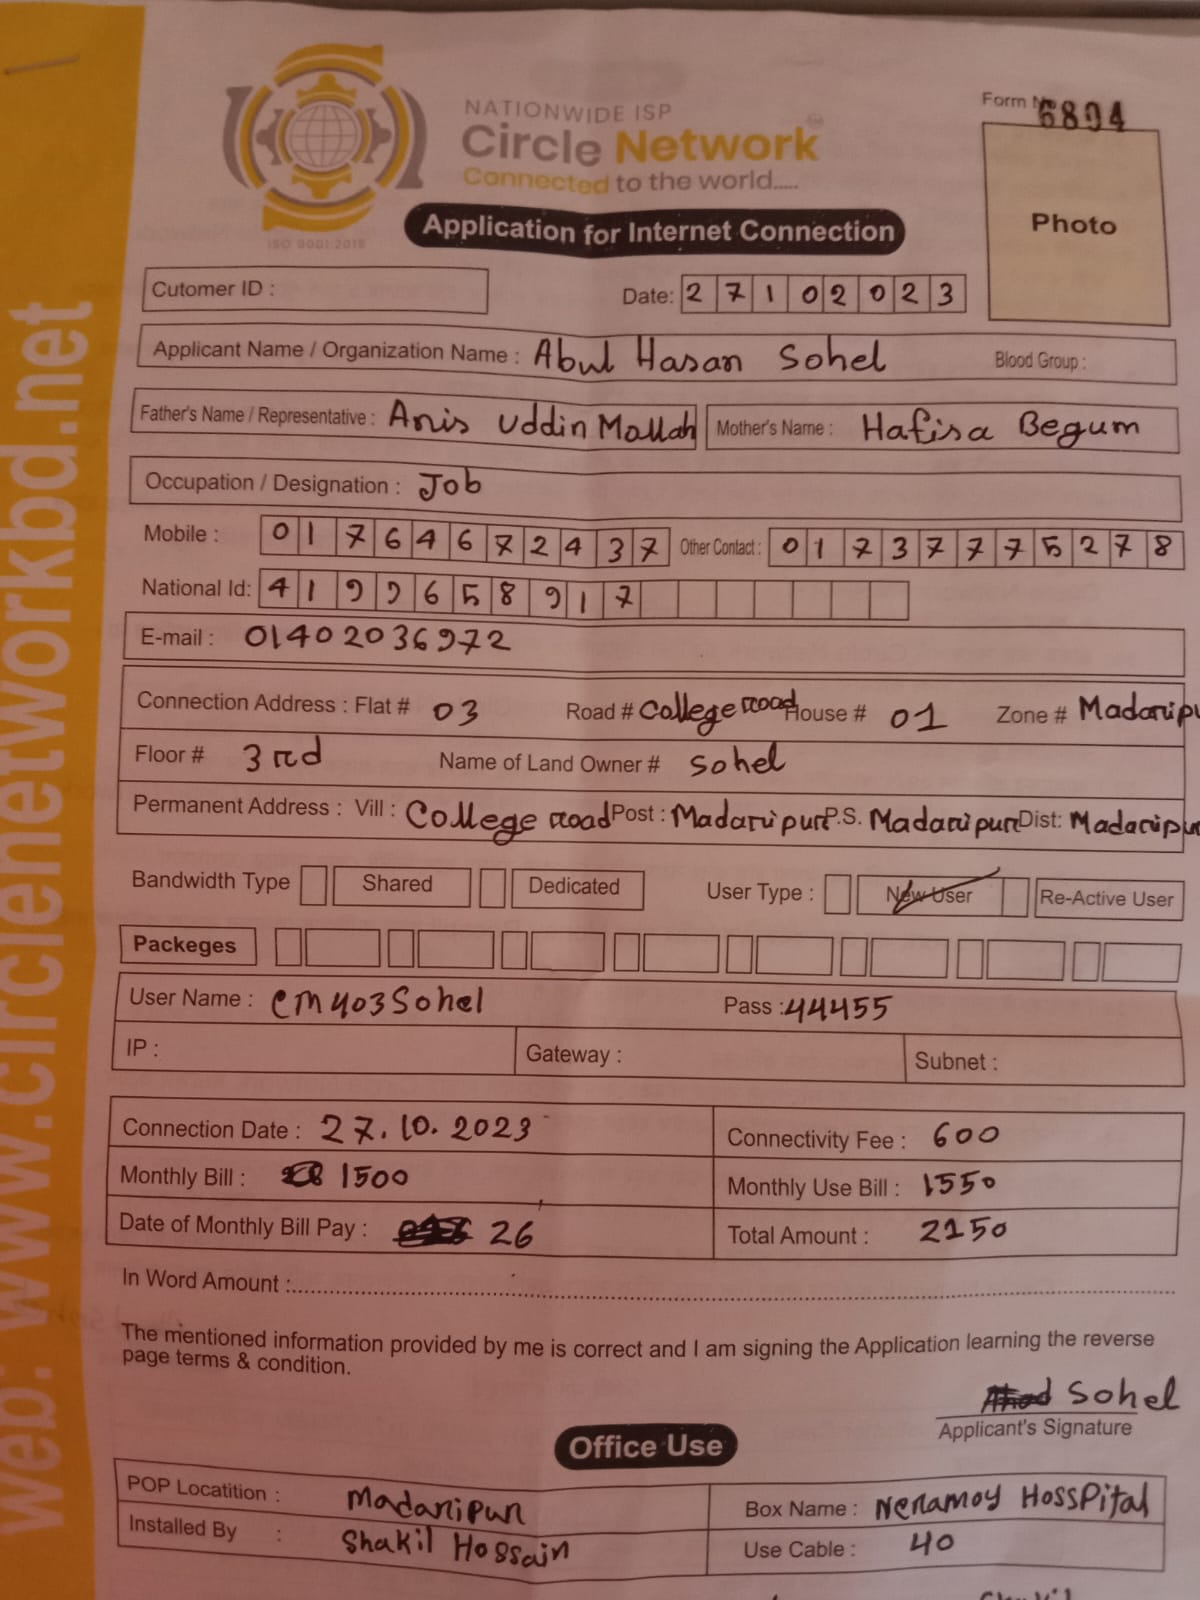 NATIONWIDE ISP
Circle Network
Connected to the world.....
ISO 9001:2015
Form No 6804
Photo
Application for Internet Connection
Cutomer ID :
Date: 27102023
Applicant Name / Organization Name : Abul Hasan Sohel Blood Group :
Father's Name / Representative : Anis Uddin Mollah Mother's Name : Hafisa Begum
Occupation / Designation : Job
Mobile : 01764672437 Other Contact : 01737775278
National Id: 4199658917
E-mail : 01402036972
Connection Address : Flat # 03 Road # College road House # 01 Zone # Madaripu
Floor # 3rd Name of Land Owner # Sohel
Permanent Address : Vill : College road Post : Madaripur P.S. Madaripur Dist: Madaripur
Bandwidth Type Shared Dedicated User Type : New User Re-Active User
Packeges
User Name : CM403Sohel Pass : 44455
IP : Gateway : Subnet :
Connection Date : 27.10.2023 Connectivity Fee : 600
Monthly Bill : 1500 Monthly Use Bill : 1550
Date of Monthly Bill Pay : 26 Total Amount : 2150
In Word Amount :
The mentioned information provided by me is correct and I am signing the Application learning the reverse
page terms & condition.
Sohel
Applicant's Signature
Office Use
POP Locatition : Madaripur Box Name : Neramoy HossPital
Installed By : Shakil Hossain Use Cable : 40
web: www.circlenetworkbd.net